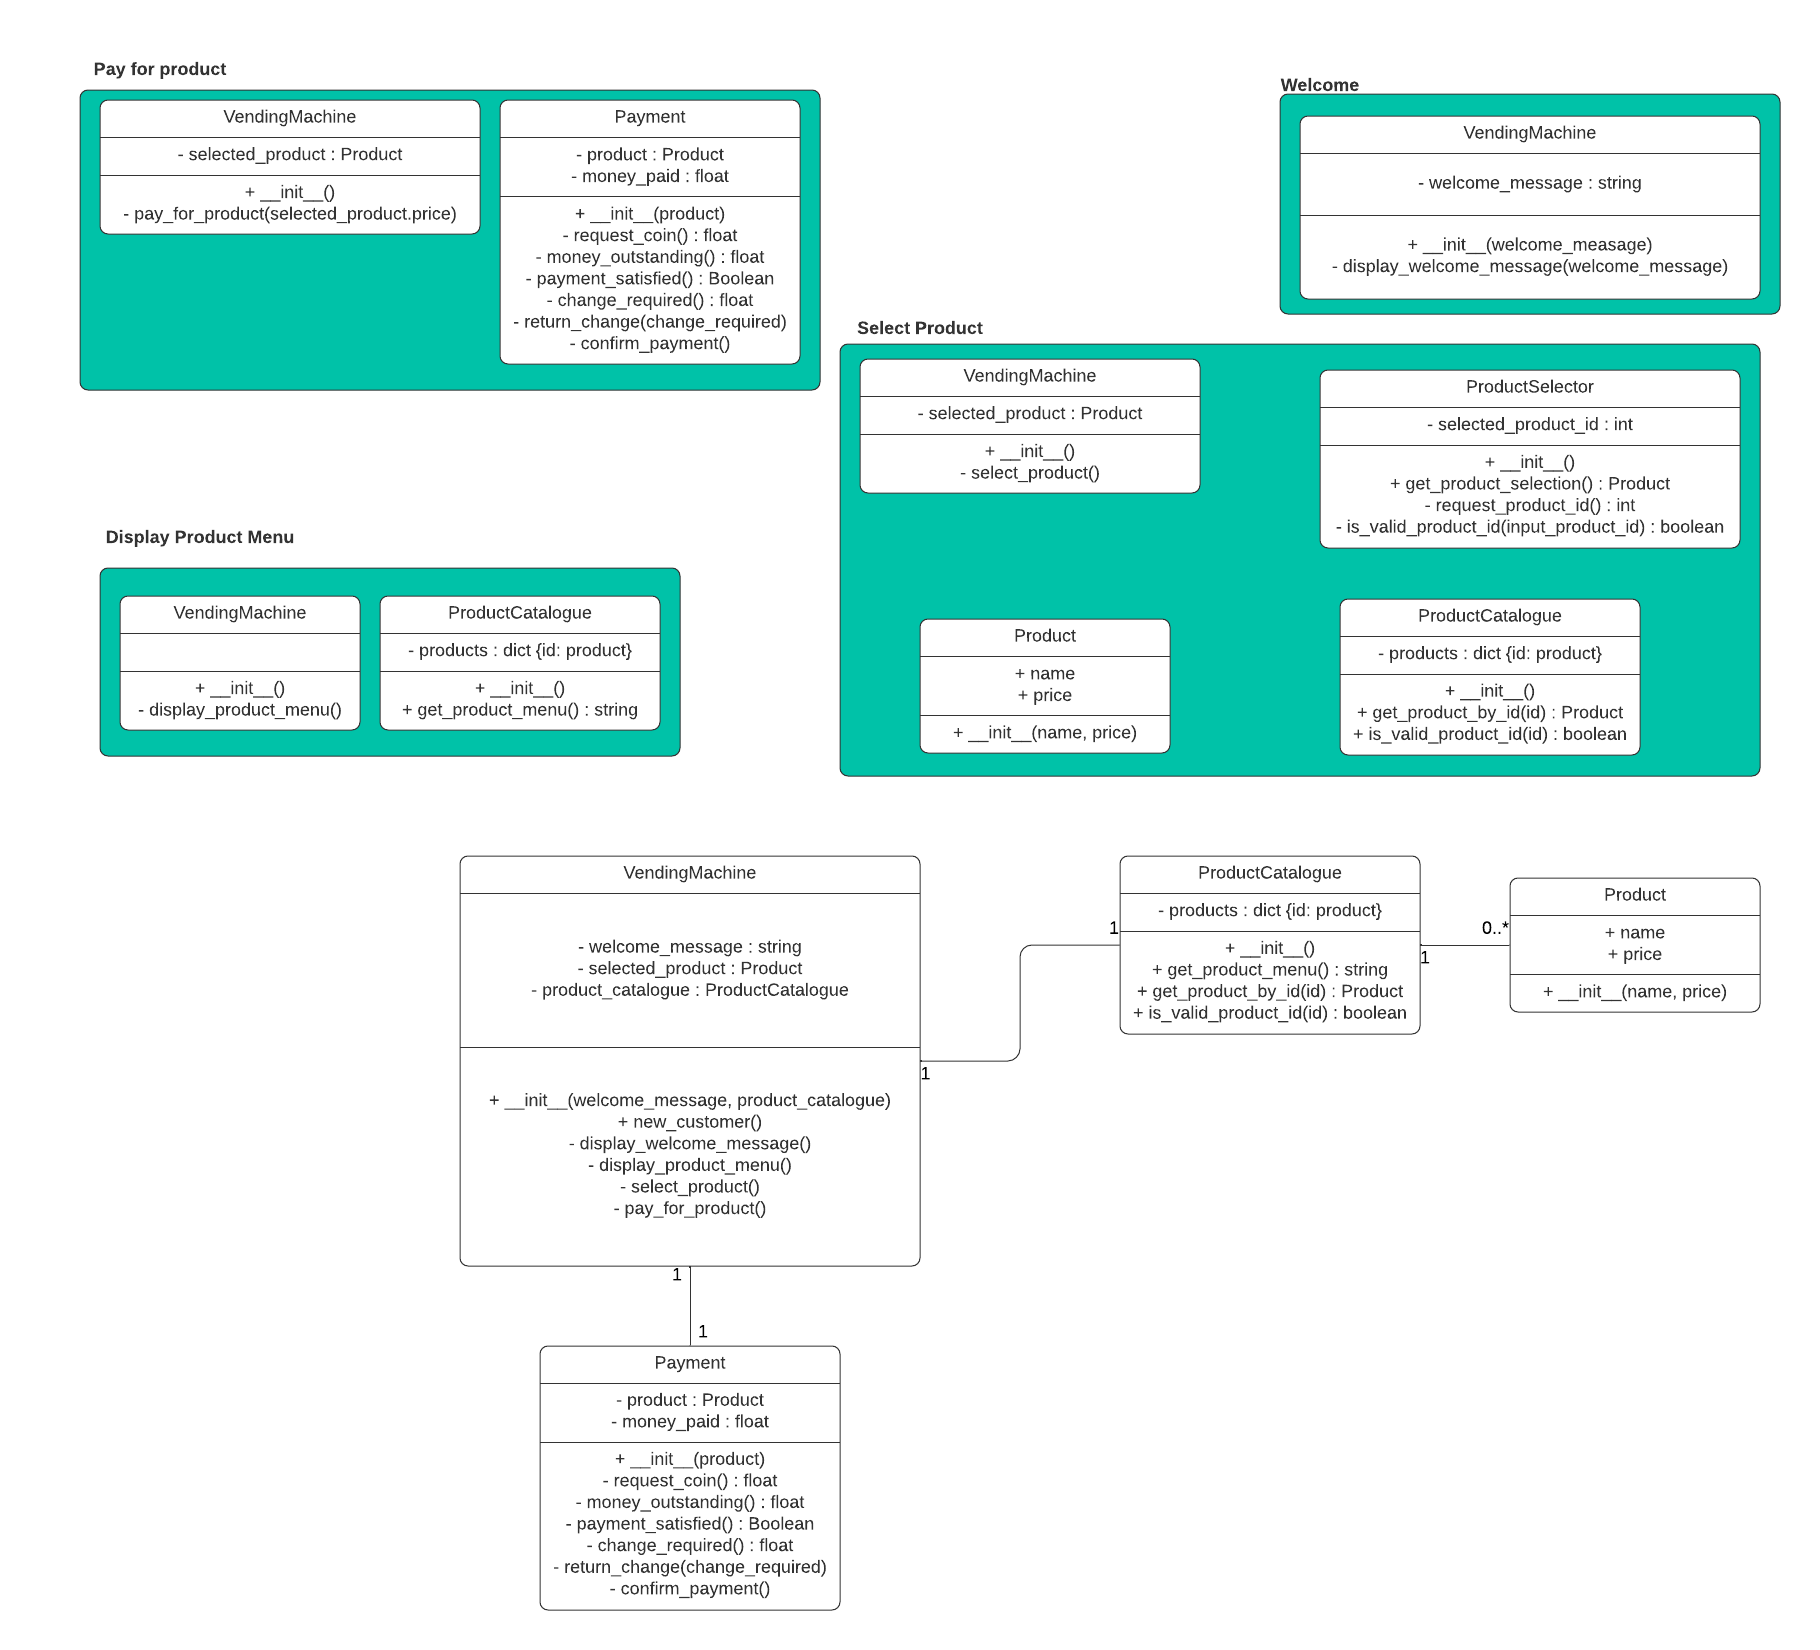 Pay for product
VendingMachine
- selected_product : Product
+ __init__()
- pay_for_product(selected_product.price)
Payment
- product : Product
- money_paid : float
+ __init__(product)
- request_coin() : float
- money_outstanding() : float
- payment_satisfied() : Boolean
- change_required() : float
- return_change(change_required)
- confirm_payment()
Welcome
VendingMachine
- welcome_message : string
+ __init__(welcome_meassage)
- display_welcome_message(welcome_message)
Select Product
VendingMachine
- selected_product : Product
+ __init__()
- select_product()
ProductSelector
- selected_product_id : int
+ __init__()
+ get_product_selection() : Product
- request_product_id() : int
- is_valid_product_id(input_product_id) : boolean
Product
+ name
+ price
+ __init__(name, price)
ProductCatalogue
- products : dict {id: product}
+ __init__()
+ get_product_by_id(id) : Product
+ is_valid_product_id(id) : boolean
Display Product Menu
VendingMachine
+ __init__()
- display_product_menu()
ProductCatalogue
- products : dict {id: product}
+ __init__()
+ get_product_menu() : string
VendingMachine
- welcome_message : string
- selected_product : Product
- product_catalogue : ProductCatalogue
+ __init__(welcome_message, product_catalogue)
+ new_customer()
- display_welcome_message()
- display_product_menu()
- select_product()
- pay_for_product()
1
1
ProductCatalogue
- products : dict {id: product}
+ __init__()
+ get_product_menu() : string
+ get_product_by_id(id) : Product
+ is_valid_product_id(id) : boolean
1
0..*
Product
+ name
+ price
+ __init__(name, price)
1
1
Payment
- product : Product
- money_paid : float
+ __init__(product)
- request_coin() : float
- money_outstanding() : float
- payment_satisfied() : Boolean
- change_required() : float
- return_change(change_required)
- confirm_payment()